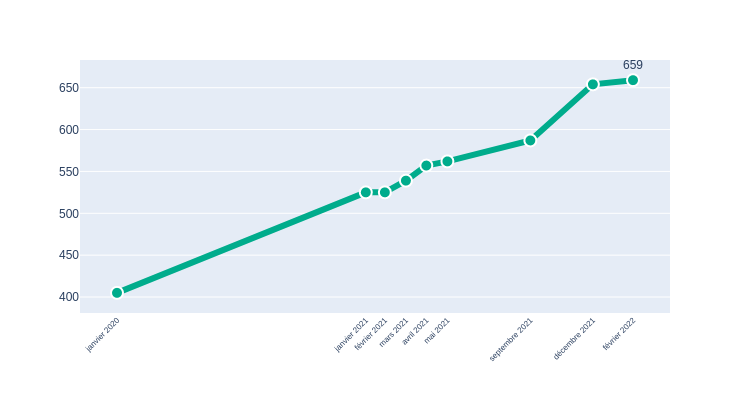 659
650
600
550
500
450
400
janvier 2020
janvier 2021
février 2021
mars 2021
avril 2021
mai 2021
septembre 2021
décembre 2021
février 2022